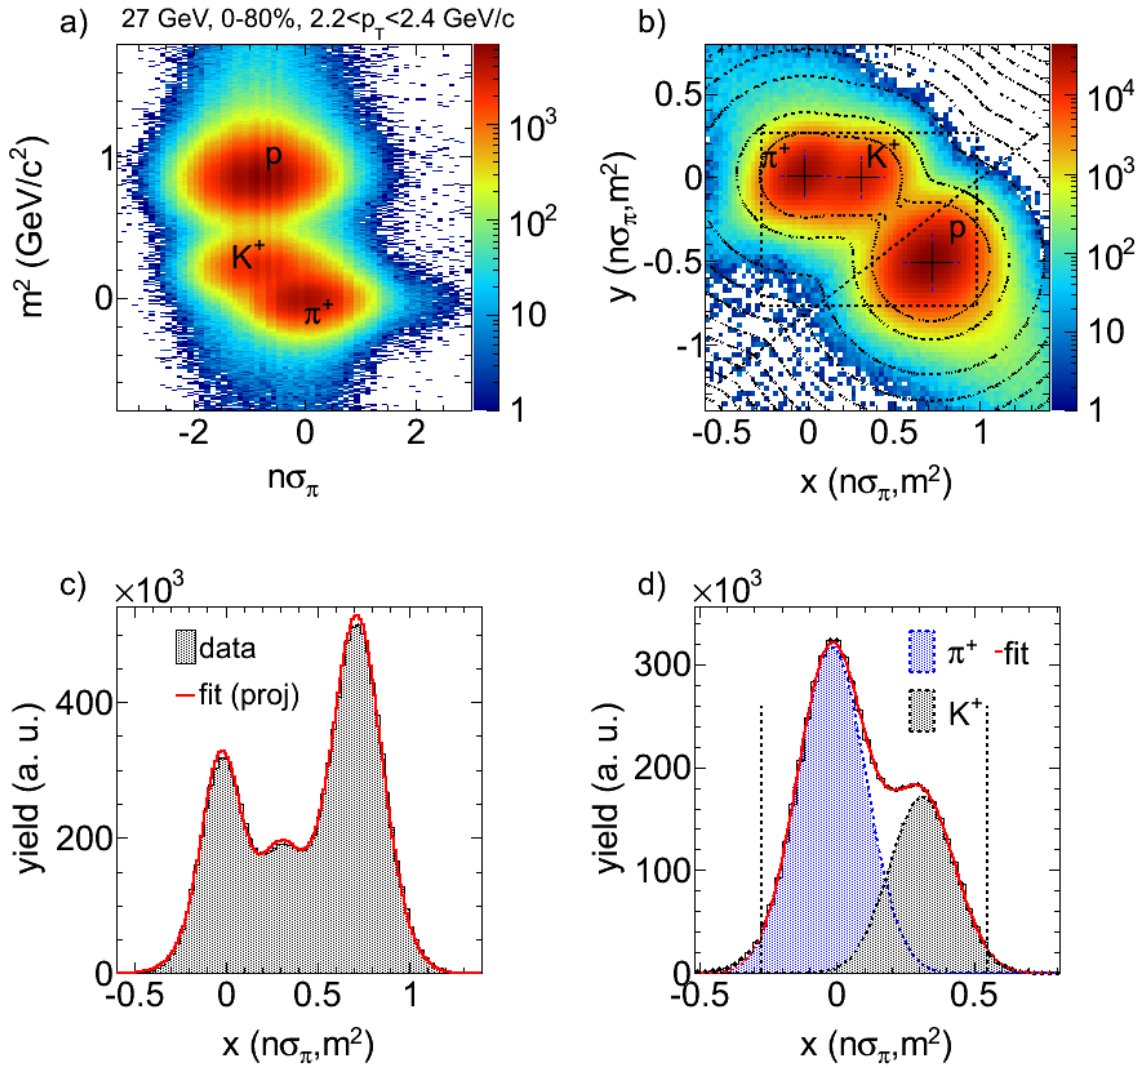 a) 27 GeV, 0-80%, 2.2<p_T<2.4 GeV/c
m² (GeV/c²)
1
0
p
K⁺
π⁺
-2 0 2
nσ_π
10³
10²
10
1
b)
y (nσ_π,m²)
0.5
0
-0.5
-1
π⁺ K⁺
p
-0.5 0 0.5 1
x (nσ_π,m²)
10⁴
10³
10²
10
1
c) ×10³
yield (a. u.)
400
200
0
data
fit (proj)
-0.5 0 0.5 1
x (nσ_π,m²)
d) ×10³
yield (a. u.)
300
200
100
0
π⁺ -fit
K⁺
-0.5 0 0.5
x (nσ_π,m²)